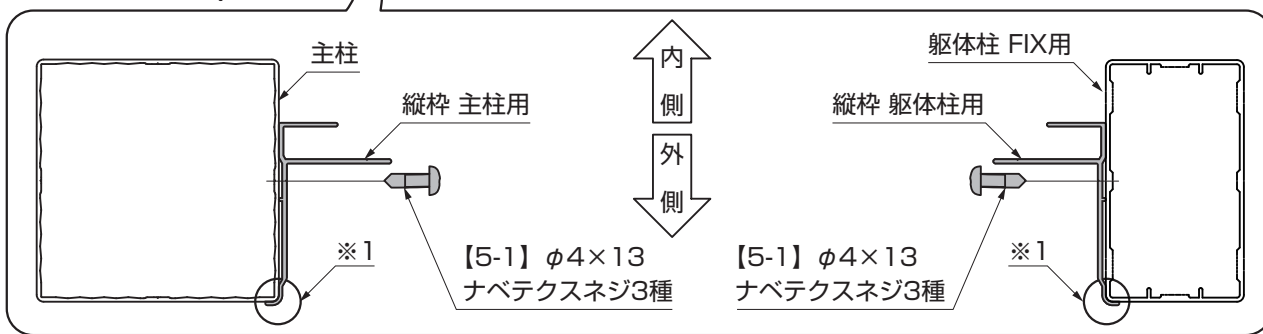 主柱
縦枠 主柱用
内側
外側
躯体柱 FIX用
縦枠 躯体柱用
※1
【5-1】φ4×13
ナベテクスネジ3種
【5-1】φ4×13
ナベテクスネジ3種
※1